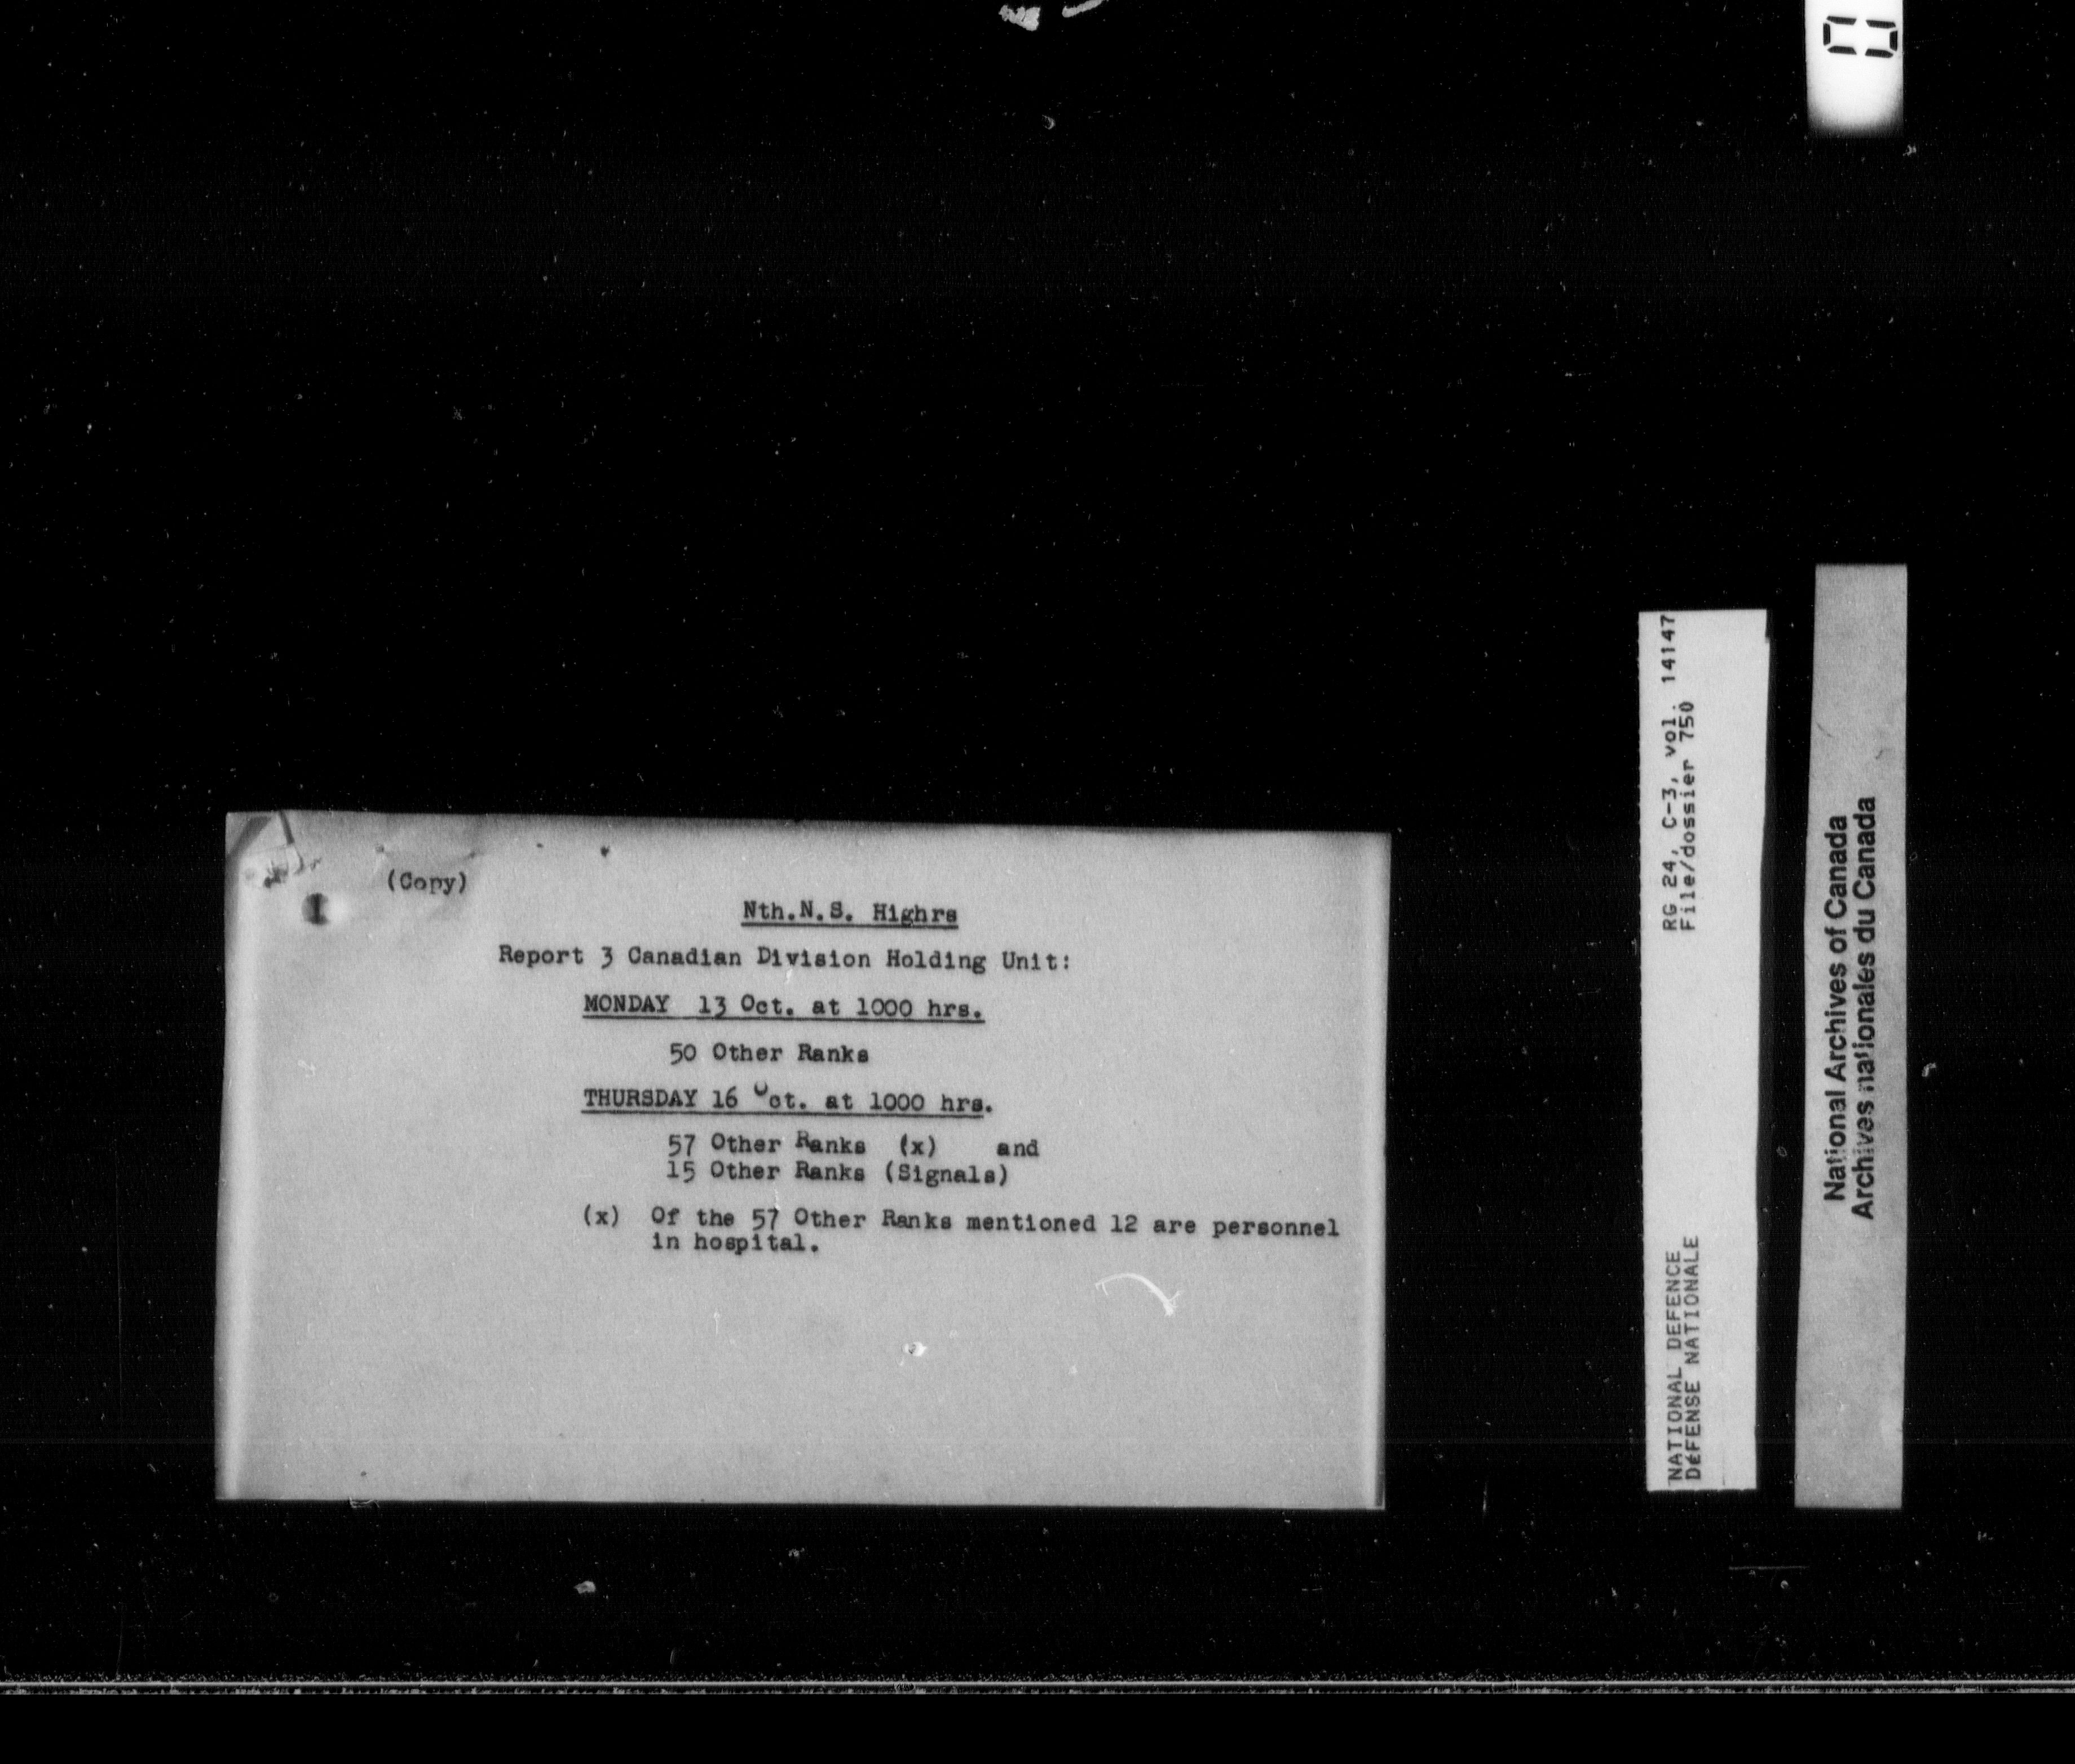 (Copy)
Nth.N.S. Highrs
Report 3 Canadian Division Holding Unit:
MONDAY 13 Oct. at 1000 hrs.
50 Other Ranks
THURSDAY 16 Oct. at 1000 hrs.
57 Other Ranks (x) and
15 Other Ranks (Signals)
(x) Of the 57 Other Ranks mentioned 12 are personnel
in hospital.
NATIONAL DEFENCE RG 24, C-3, vol. 14147
DéFENSE NATIONALE File/dossier 750
National Archives of Canada
Archives nationales du Canada